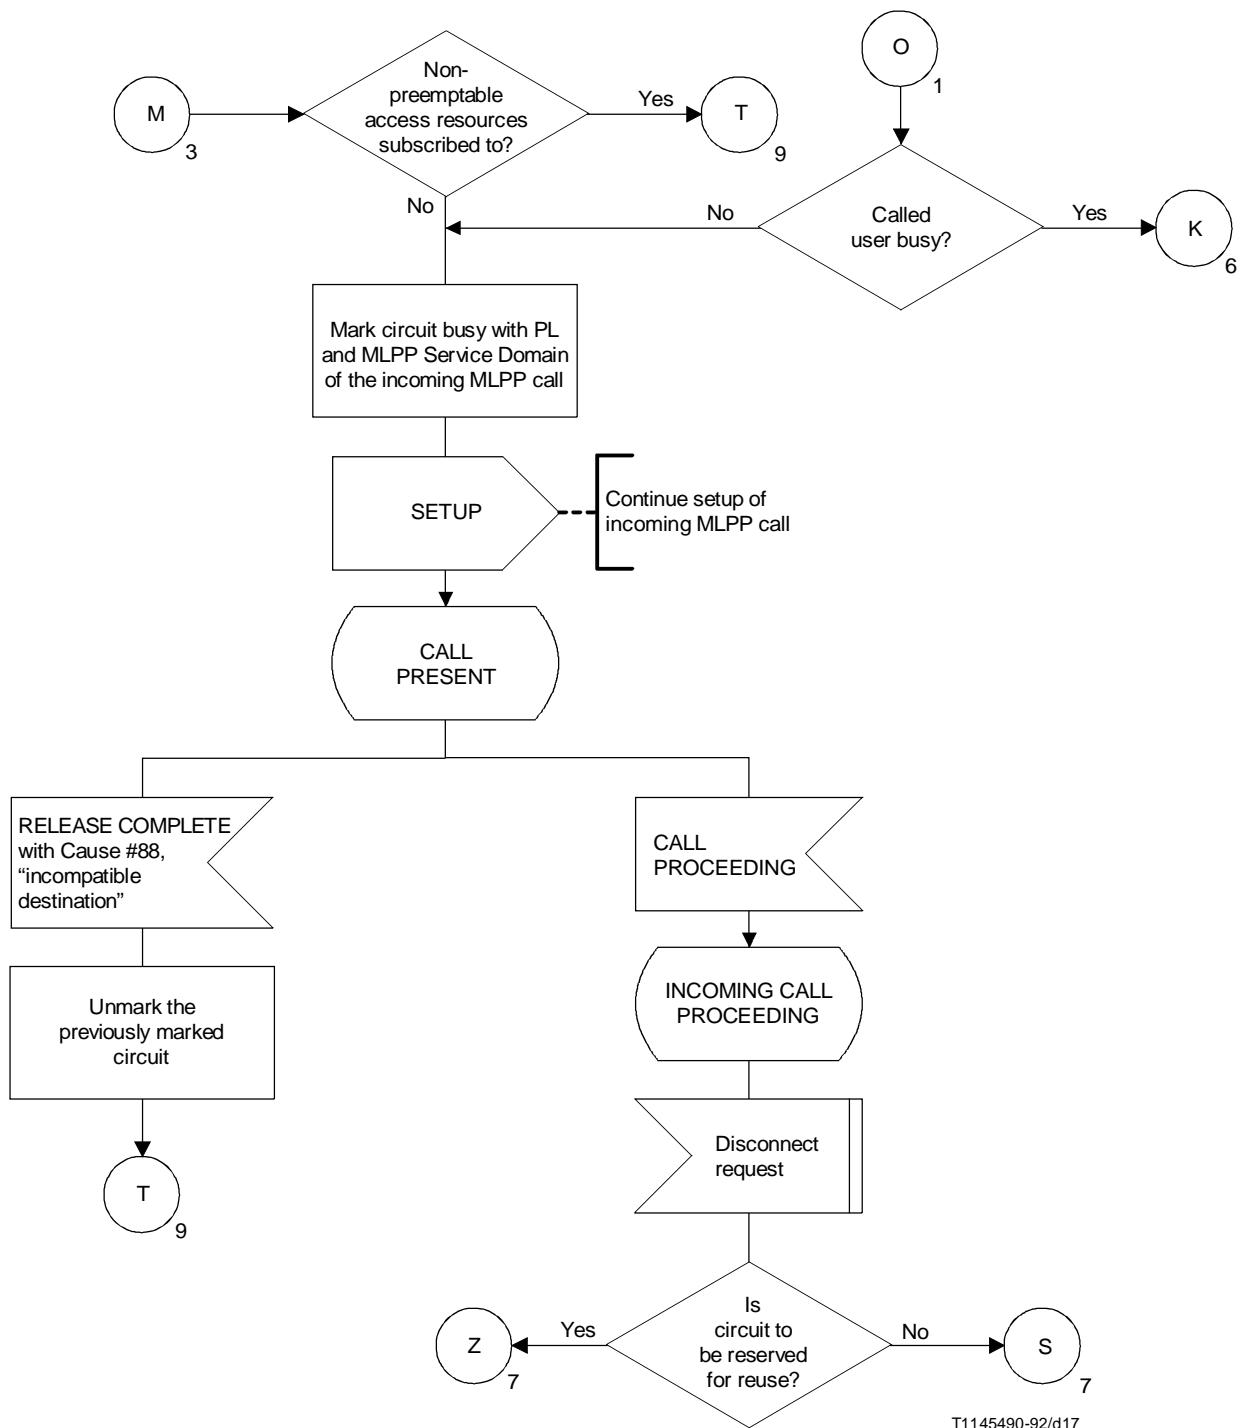 O
1
M
3
Non-
preemptable
access resources
subscribed to?
Yes
T
9
No
No
Called
user busy?
Yes
K
6
Mark circuit busy with PL
and MLPP Service Domain
of the incoming MLPP call
SETUP
Continue setup of
incoming MLPP call
CALL
PRESENT
RELEASE COMPLETE
with Cause #88,
“incompatible
destination”
CALL
PROCEEDING
Unmark the
previously marked
circuit
INCOMING CALL
PROCEEDING
T
9
Disconnect
request
Z
7
Yes
Is
circuit to
be reserved
for reuse?
No
S
7
T1145490-92/d17